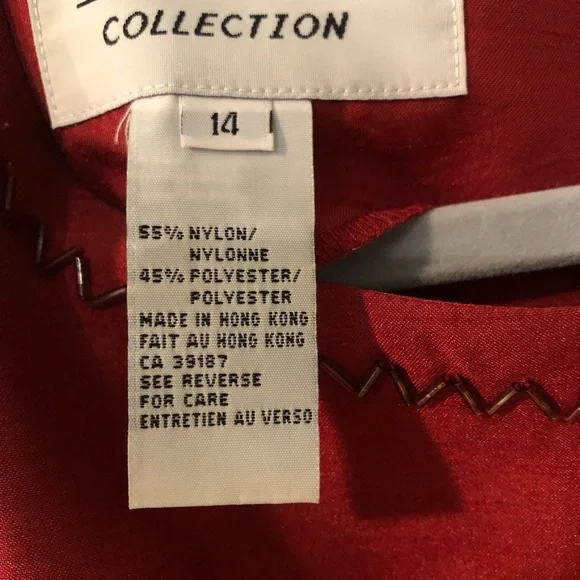 COLLECTION
14
55% NYLON/
NYLONNE
45% POLYESTER/
POLYESTER
MADE IN HONG KONG
FAIT AU HONG KONG
CA 39187
SEE REVERSE
FOR CARE
ENTRETIEN AU VERSO